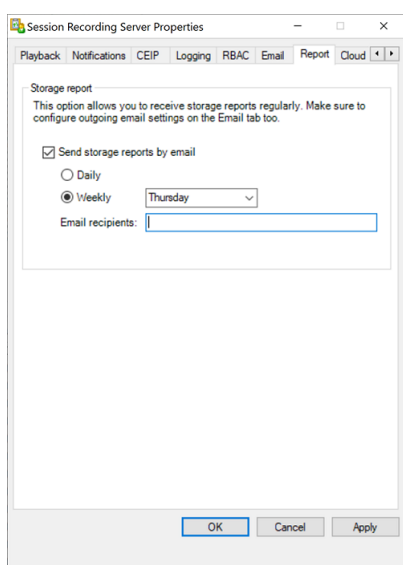 Session Recording Server Properties
Playback Notifications CEIP Logging RBAC Email Report Cloud
Storage report
This option allows you to receive storage reports regularly. Make sure to
configure outgoing email settings on the Email tab too.
Send storage reports by email
Daily
Weekly Thursday
Email recipients:
OK Cancel Apply